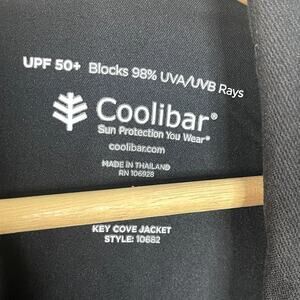 UPF 50+ Blocks 98% UVA/UVB Rays
Coolibar®
Sun Protection You Wear®
coolibar.com
MADE IN THAILAND
RN 106928
KEY COVE JACKET
STYLE: 10682